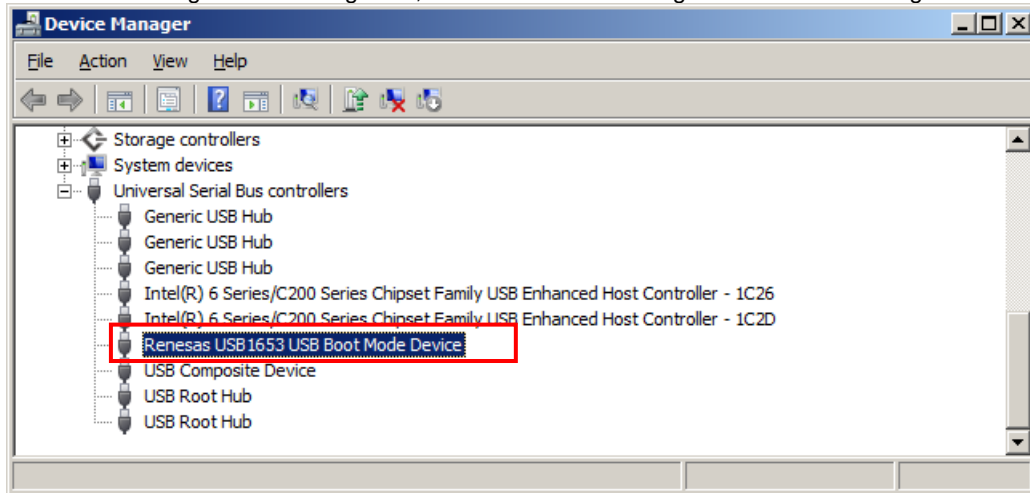 Device Manager
File Action View Help
Storage controllers
System devices
Universal Serial Bus controllers
Generic USB Hub
Generic USB Hub
Generic USB Hub
Intel(R) 6 Series/C200 Series Chipset Family USB Enhanced Host Controller - 1C26
Intel(R) 6 Series/C200 Series Chipset Family USB Enhanced Host Controller - 1C2D
Renesas USB1653 USB Boot Mode Device
USB Composite Device
USB Root Hub
USB Root Hub